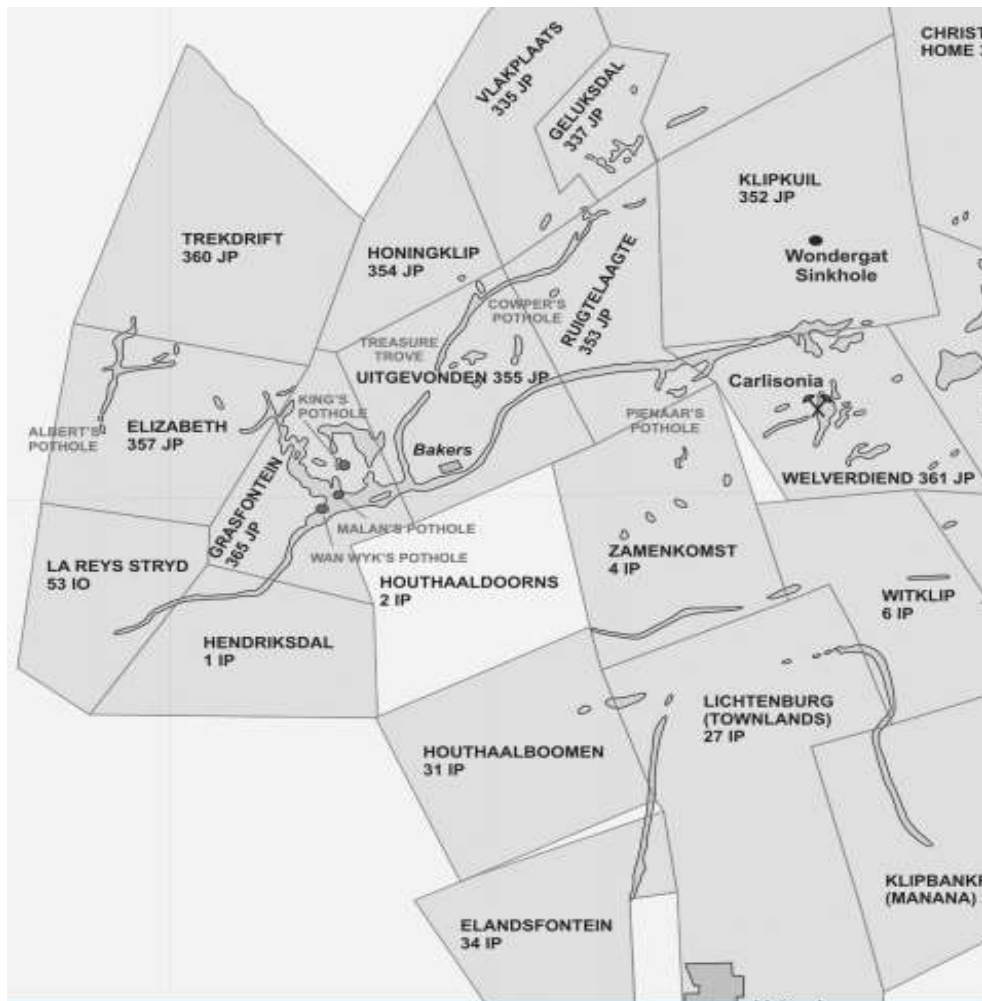 CHRIST
HOME 3
VLAKPLAATS
335 JP
GELUKSDAL
337 JP
KLIPKUIL
352 JP
TREKDRIFT
360 JP
HONINGKLIP
354 JP
Wondergat
Sinkhole
RUIGTELAAGTE
353 JP
COWPER'S
POTHOLE
TREASURE
TROVE
UITGEVONDEN 355 JP
Carlisonia
KING'S
POTHOLE
PIENAAR'S
POTHOLE
ALBERT'S
POTHOLE
ELIZABETH
357 JP
Bakers
WELVERDIEND 361 JP
GRASFONTEIN
365 JP
MALAN'S POTHOLE
WAN WYK'S POTHOLE
LA REYS STRYD
53 IO
HOUTHAALDOORNS
2 IP
ZAMENKOMST
4 IP
WITKLIP
6 IP
HENDRIKSDAL
1 IP
LICHTENBURG
(TOWNLANDS)
27 IP
HOUTHAALBOOMEN
31 IP
KLIPBANKF
(MANANA)
ELANDSFONTEIN
34 IP